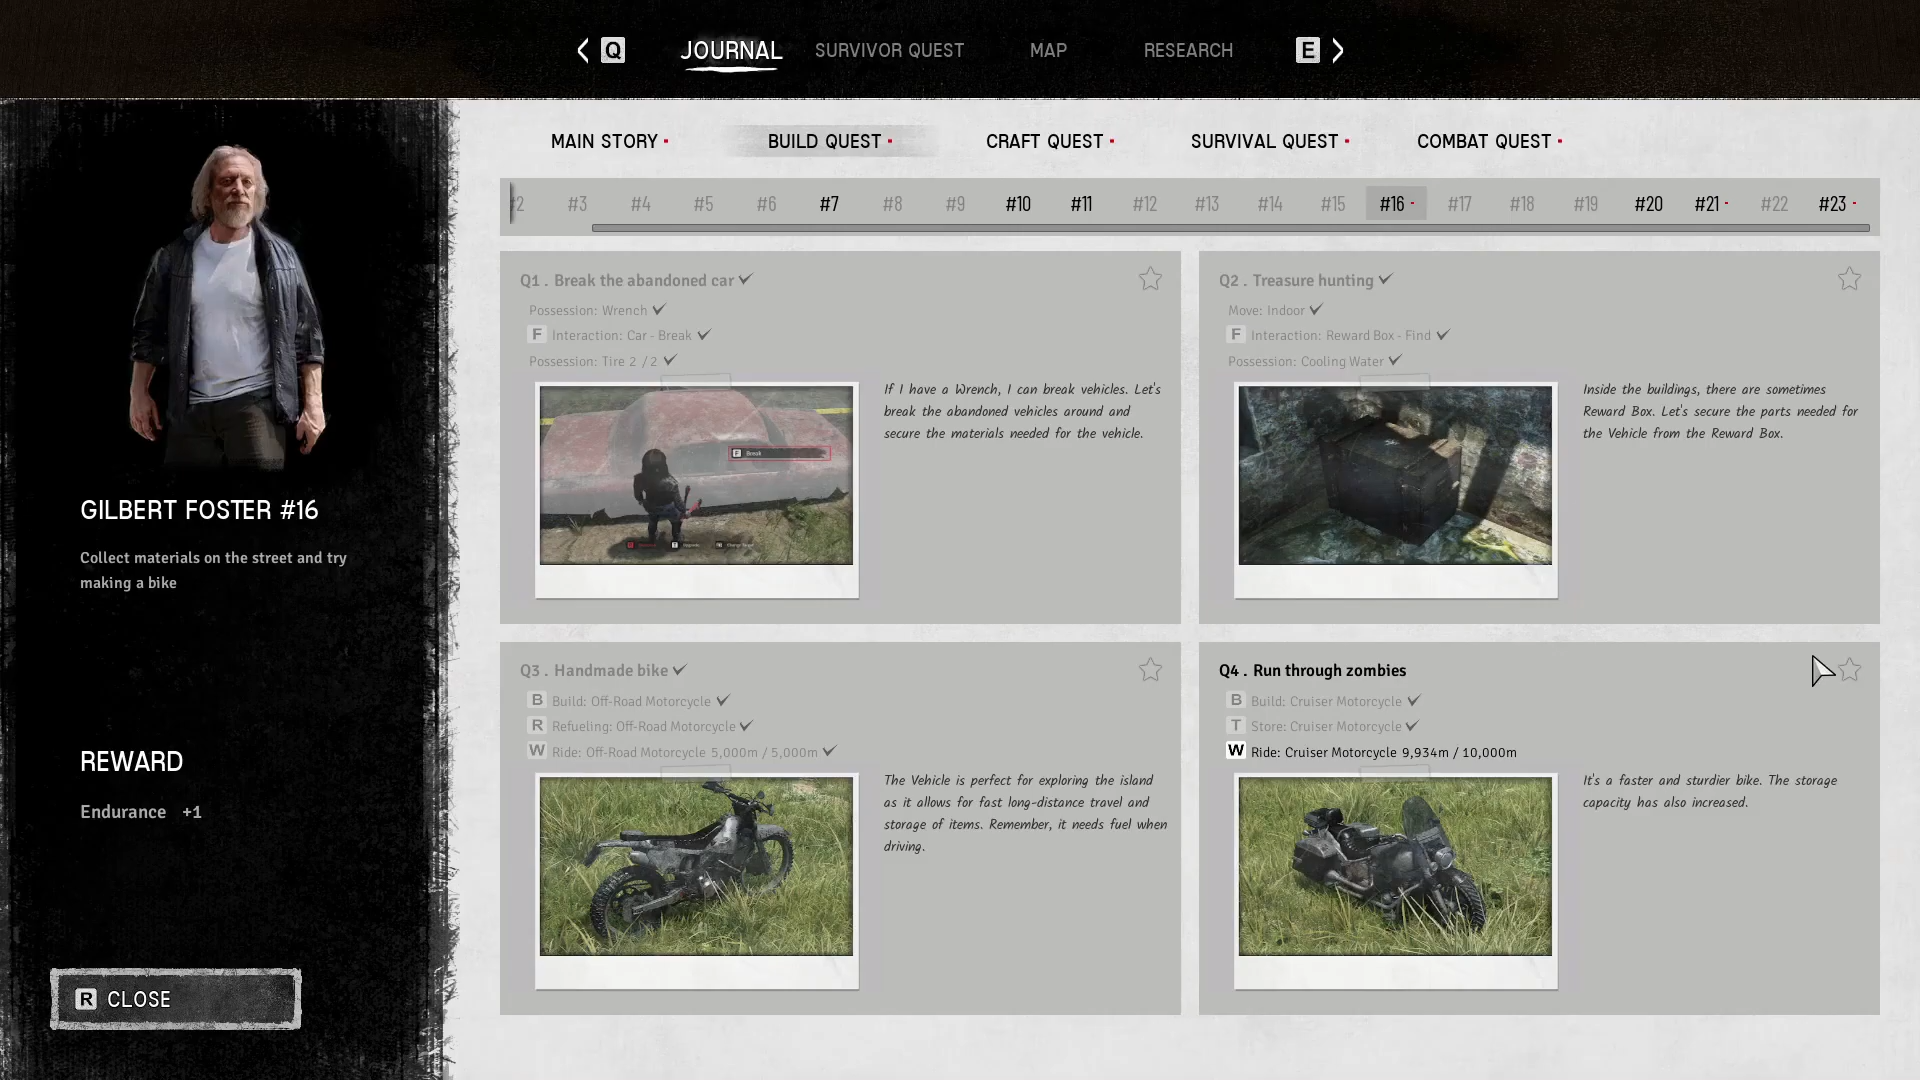 Q JOURNAL SURVIVOR QUEST MAP RESEARCH E
MAIN STORY BUILD QUEST CRAFT QUEST SURVIVAL QUEST COMBAT QUEST
#2 #3 #4 #5 #6 #7 #8 #9 #10 #11 #12 #13 #14 #15 #16 #17 #18 #19 #20 #21 #22 #23
GILBERT FOSTER #16
Collect materials on the street and try
making a bike
REWARD
Endurance +1
R CLOSE
Q1 . Break the abandoned car
Possession: Wrench
F Interaction: Car - Break
Possession: Tire 2 / 2
F Break
If I have a Wrench, I can break vehicles. Let's
break the abandoned vehicles around and
secure the materials needed for the vehicle.
Q2 . Treasure hunting
Move: Indoor
F Interaction: Reward Box - Find
Possession: Cooling Water
Inside the buildings, there are sometimes
Reward Box. Let's secure the parts needed for
the Vehicle from the Reward Box.
Q3 . Handmade bike
B Build: Off-Road Motorcycle
R Refueling: Off-Road Motorcycle
W Ride: Off-Road Motorcycle 5,000m / 5,000m
The Vehicle is perfect for exploring the island
as it allows for fast long-distance travel and
storage of items. Remember, it needs fuel when
driving.
Q4 . Run through zombies
B Build: Cruiser Motorcycle
T Store: Cruiser Motorcycle
W Ride: Cruiser Motorcycle 9,934m / 10,000m
It's a faster and sturdier bike. The storage
capacity has also increased.